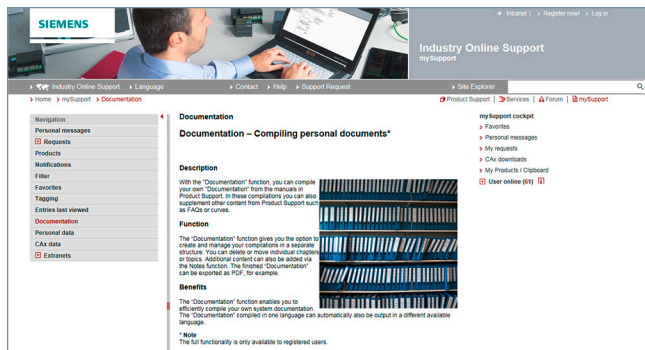 SIEMENS
Intranet | Register now! Log in
Industry Online Support
mySupport
Industry Online Support Language Contact Help Support Request Site Explorer
Home mySupport Documentation
Product Support | Services | Forum | mySupport
Navigation
Personal messages
Requests
Products
Notifications
Filter
Favorites
Tagging
Entries last viewed
Documentation
Personal data
CAx data
Extranets
Documentation
Documentation – Compiling personal documents*
Description
With the "Documentation" function, you can compile
your own "Documentation" from the manuals in
Product Support. In these compilations you can also
supplement other content from Product Support such
as FAQs or curves.
Function
The "Documentation" function gives you the option to
create and manage your compilations in a separate
structure. You can delete or move individual chapters
or topics. Additional content can also be added via
the Notes function. The finished "Documentation"
can be exported as PDF, for example.
Benefits
The "Documentation" function enables you to
efficiently compile your own system documentation.
The "Documentation" compiled in one language can automatically also be output in a different available
language.
* Note
The full functionality is only available to registered users.
mySupport cockpit
Favorites
Personal messages
My requests
CAx downloads
My Products / Clipboard
User online (61)